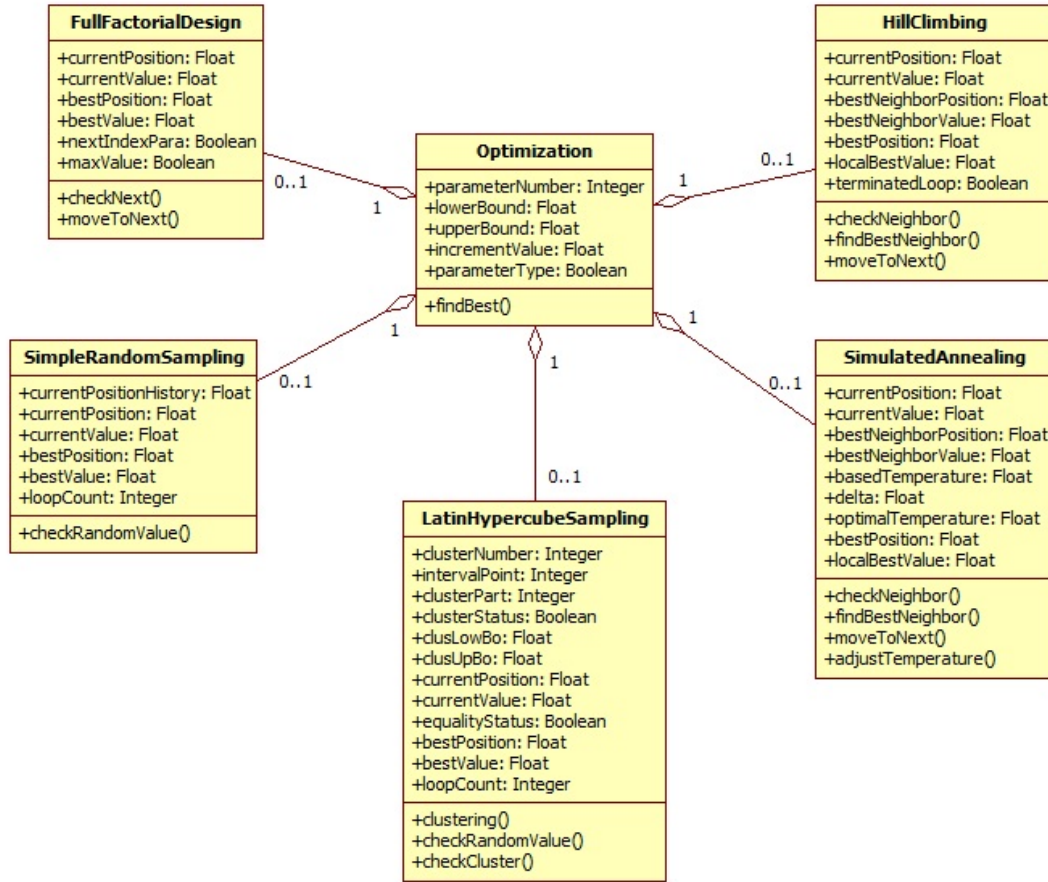 FullFactorialDesign
+currentPosition: Float
+currentValue: Float
+bestPosition: Float
+bestValue: Float
+nextIndexPara: Boolean
+maxValue: Boolean
+checkNext()
+moveToNext()
0..1
1
Optimization
+parameterNumber: Integer
+lowerBound: Float
+upperBound: Float
+incrementValue: Float
+parameterType: Boolean
+findBest()
HillClimbing
+currentPosition: Float
+currentValue: Float
+bestNeighborPosition: Float
+bestNeighborValue: Float
+bestPosition: Float
+localBestValue: Float
+terminatedLoop: Boolean
+checkNeighbor()
+findBestNeighbor()
+moveToNext()
0..1
1
SimpleRandomSampling
+currentPositionHistory: Float
+currentPosition: Float
+currentValue: Float
+bestPosition: Float
+bestValue: Float
+loopCount: Integer
+checkRandomValue()
1
0..1
1
0..1
LatinHypercubeSampling
+clusterNumber: Integer
+intervalPoint: Integer
+clusterPart: Integer
+clusterStatus: Boolean
+clusLowBo: Float
+clusUpBo: Float
+currentPosition: Float
+currentValue: Float
+equalityStatus: Boolean
+bestPosition: Float
+bestValue: Float
+loopCount: Integer
+clustering()
+checkRandomValue()
+checkCluster()
1
0..1
SimulatedAnnealing
+currentPosition: Float
+currentValue: Float
+bestNeighborPosition: Float
+bestNeighborValue: Float
+basedTemperature: Float
+delta: Float
+optimalTemperature: Float
+bestPosition: Float
+localBestValue: Float
+checkNeighbor()
+findBestNeighbor()
+moveToNext()
+adjustTemperature()